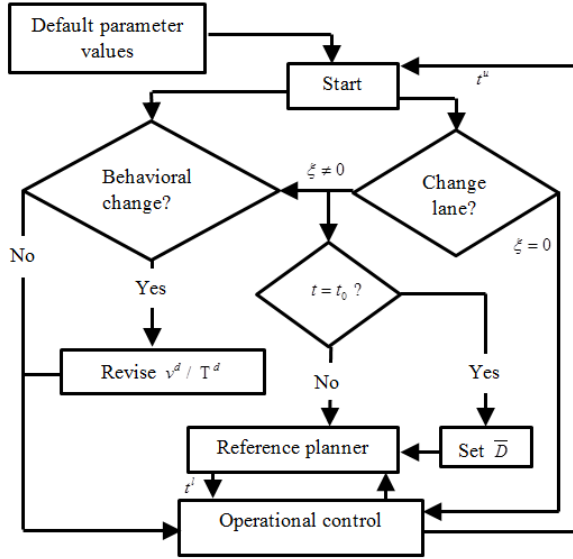 Default parameter
values
Start
t^u
Behavioral
change?
ξ ≠ 0
Change
lane?
No
ξ = 0
t = t_0 ?
Yes
Revise v^d / T^d
No
Yes
Reference planner
Set D̅
t^l
Operational control